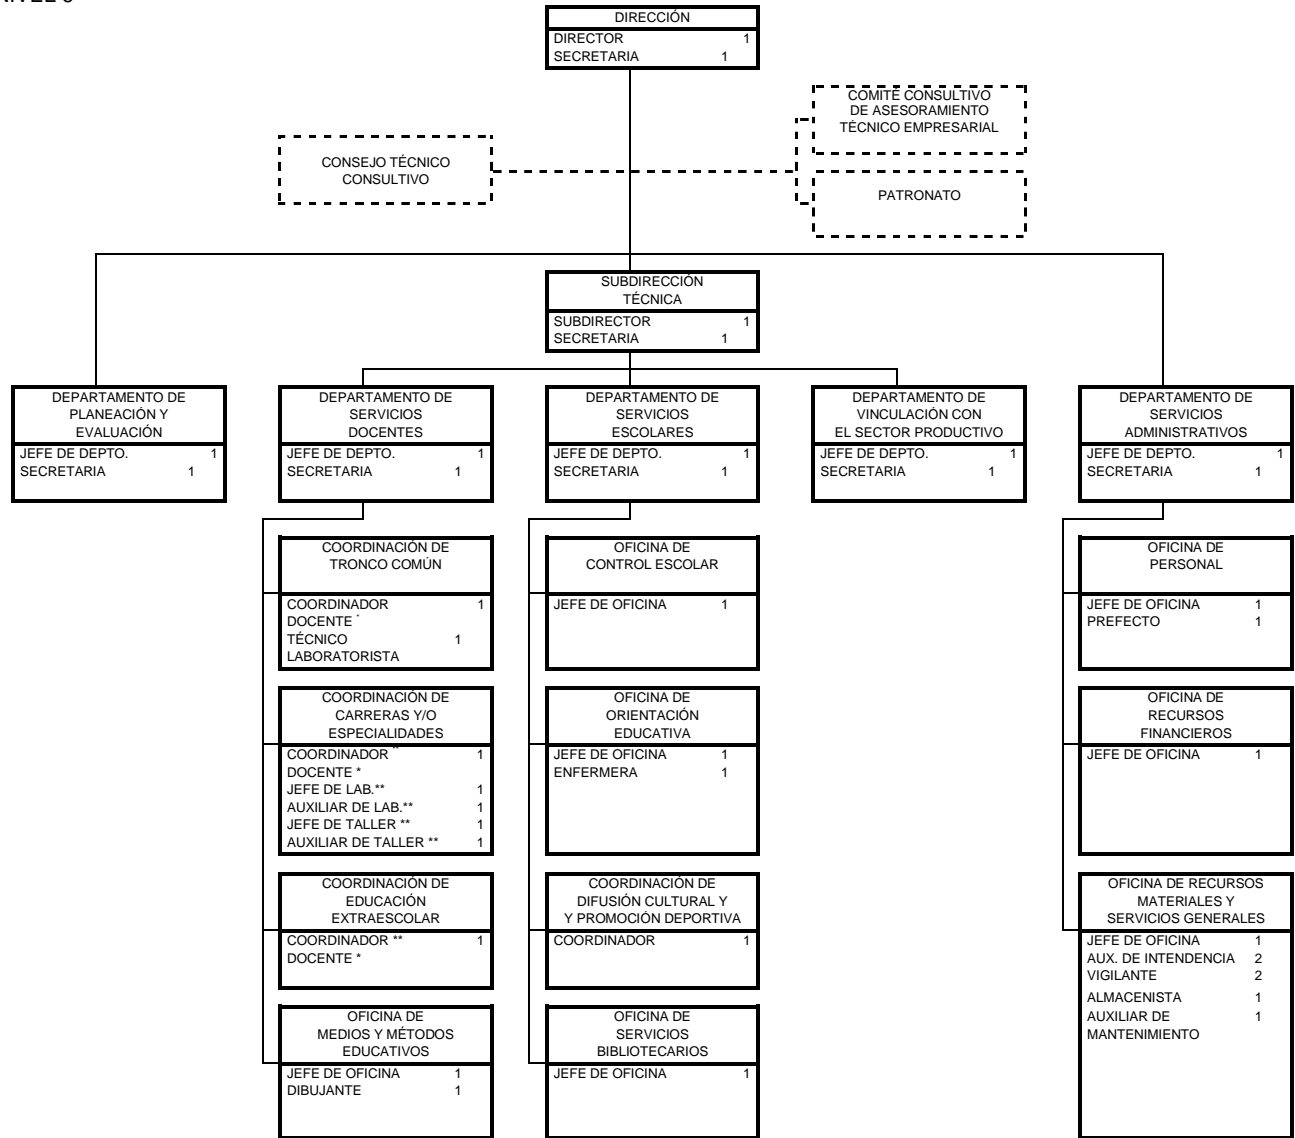 DIRECCIÓN
DIRECTOR 1
SECRETARIA 1
COMITÉ CONSULTIVO
DE ASESORAMIENTO
TÉCNICO EMPRESARIAL
CONSEJO TÉCNICO
CONSULTIVO
PATRONATO
SUBDIRECCIÓN
TÉCNICA
SUBDIRECTOR 1
SECRETARIA 1
DEPARTAMENTO DE
PLANEACIÓN Y
EVALUACIÓN
JEFE DE DEPTO. 1
SECRETARIA 1
DEPARTAMENTO DE
SERVICIOS
DOCENTES
JEFE DE DEPTO. 1
SECRETARIA 1
DEPARTAMENTO DE
SERVICIOS
ESCOLARES
JEFE DE DEPTO. 1
SECRETARIA 1
DEPARTAMENTO DE
VINCULACIÓN CON
EL SECTOR PRODUCTIVO
JEFE DE DEPTO. 1
SECRETARIA 1
DEPARTAMENTO DE
SERVICIOS
ADMINISTRATIVOS
JEFE DE DEPTO. 1
SECRETARIA 1
COORDINACIÓN DE
TRONCO COMÚN
COORDINADOR 1
DOCENTE *
TÉCNICO 1
LABORATORISTA
OFICINA DE
CONTROL ESCOLAR
JEFE DE OFICINA 1
OFICINA DE
PERSONAL
JEFE DE OFICINA 1
PREFECTO 1
COORDINACIÓN DE
CARRERAS Y/O
ESPECIALIDADES
COORDINADOR ** 1
DOCENTE *
JEFE DE LAB.** 1
AUXILIAR DE LAB.** 1
JEFE DE TALLER ** 1
AUXILIAR DE TALLER ** 1
OFICINA DE
ORIENTACIÓN
EDUCATIVA
JEFE DE OFICINA 1
ENFERMERA 1
OFICINA DE
RECURSOS
FINANCIEROS
JEFE DE OFICINA 1
COORDINACIÓN DE
EDUCACIÓN
EXTRAESCOLAR
COORDINADOR ** 1
DOCENTE *
COORDINACIÓN DE
DIFUSIÓN CULTURAL Y
Y PROMOCIÓN DEPORTIVA
COORDINADOR 1
OFICINA DE RECURSOS
MATERIALES Y
SERVICIOS GENERALES
JEFE DE OFICINA 1
AUX. DE INTENDENCIA 2
VIGILANTE 2
ALMACENISTA 1
AUXILIAR DE 1
MANTENIMIENTO
OFICINA DE
MEDIOS Y MÉTODOS
EDUCATIVOS
JEFE DE OFICINA 1
DIBUJANTE 1
OFICINA DE
SERVICIOS
BIBLIOTECARIOS
JEFE DE OFICINA 1